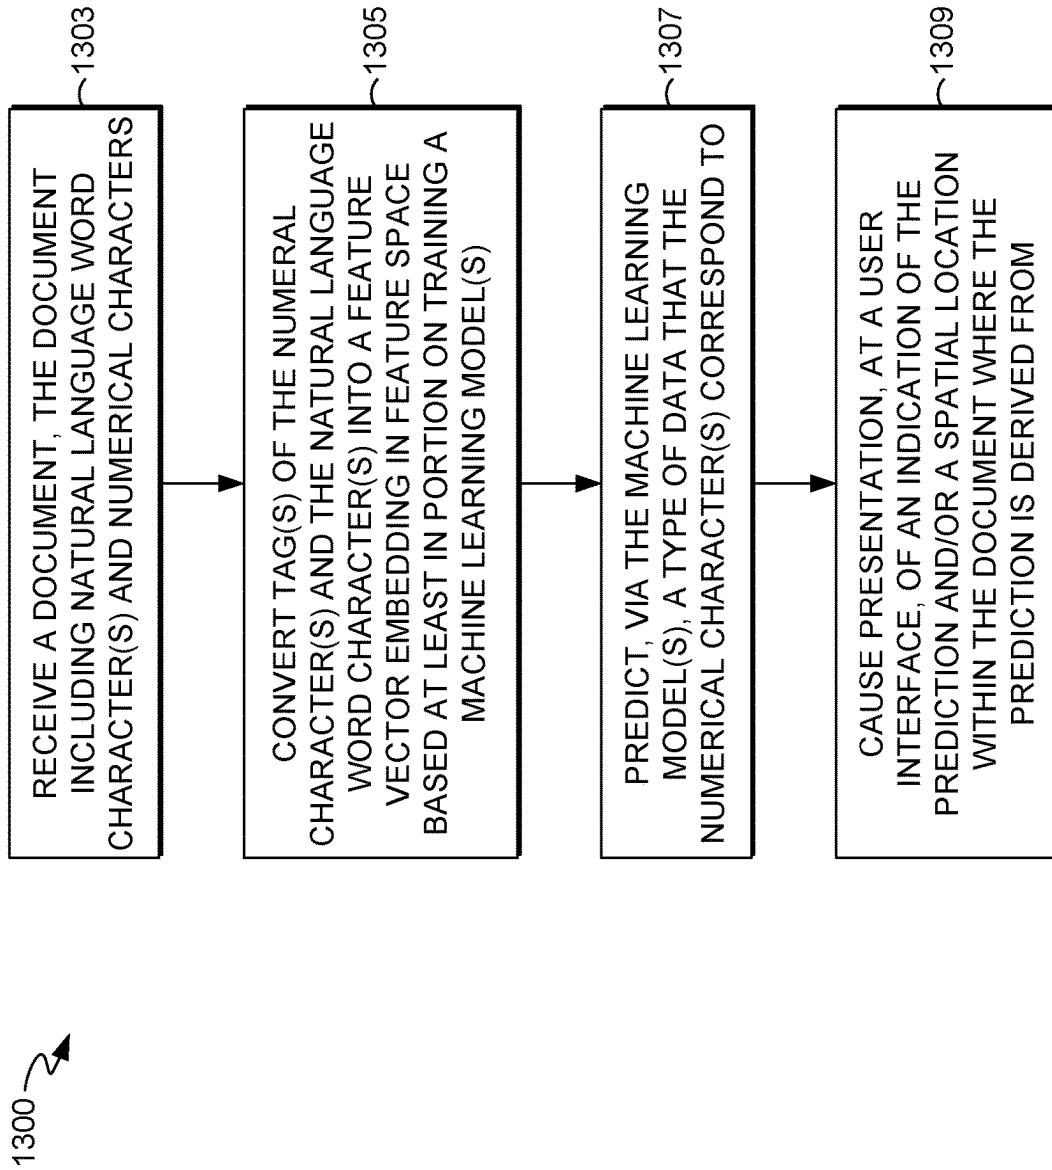 1300
RECEIVE A DOCUMENT, THE DOCUMENT
INCLUDING NATURAL LANGUAGE WORD
CHARACTER(S) AND NUMERICAL CHARACTERS
1303
CONVERT TAG(S) OF THE NUMERAL
CHARACTER(S) AND THE NATURAL LANGUAGE
WORD CHARACTER(S) INTO A FEATURE
VECTOR EMBEDDING IN FEATURE SPACE
BASED AT LEAST IN PORTION ON TRAINING A
MACHINE LEARNING MODEL(S)
1305
PREDICT, VIA THE MACHINE LEARNING
MODEL(S), A TYPE OF DATA THAT THE
NUMERICAL CHARACTER(S) CORRESPOND TO
1307
CAUSE PRESENTATION, AT A USER
INTERFACE, OF AN INDICATION OF THE
PREDICTION AND/OR A SPATIAL LOCATION
WITHIN THE DOCUMENT WHERE THE
PREDICTION IS DERIVED FROM
1309